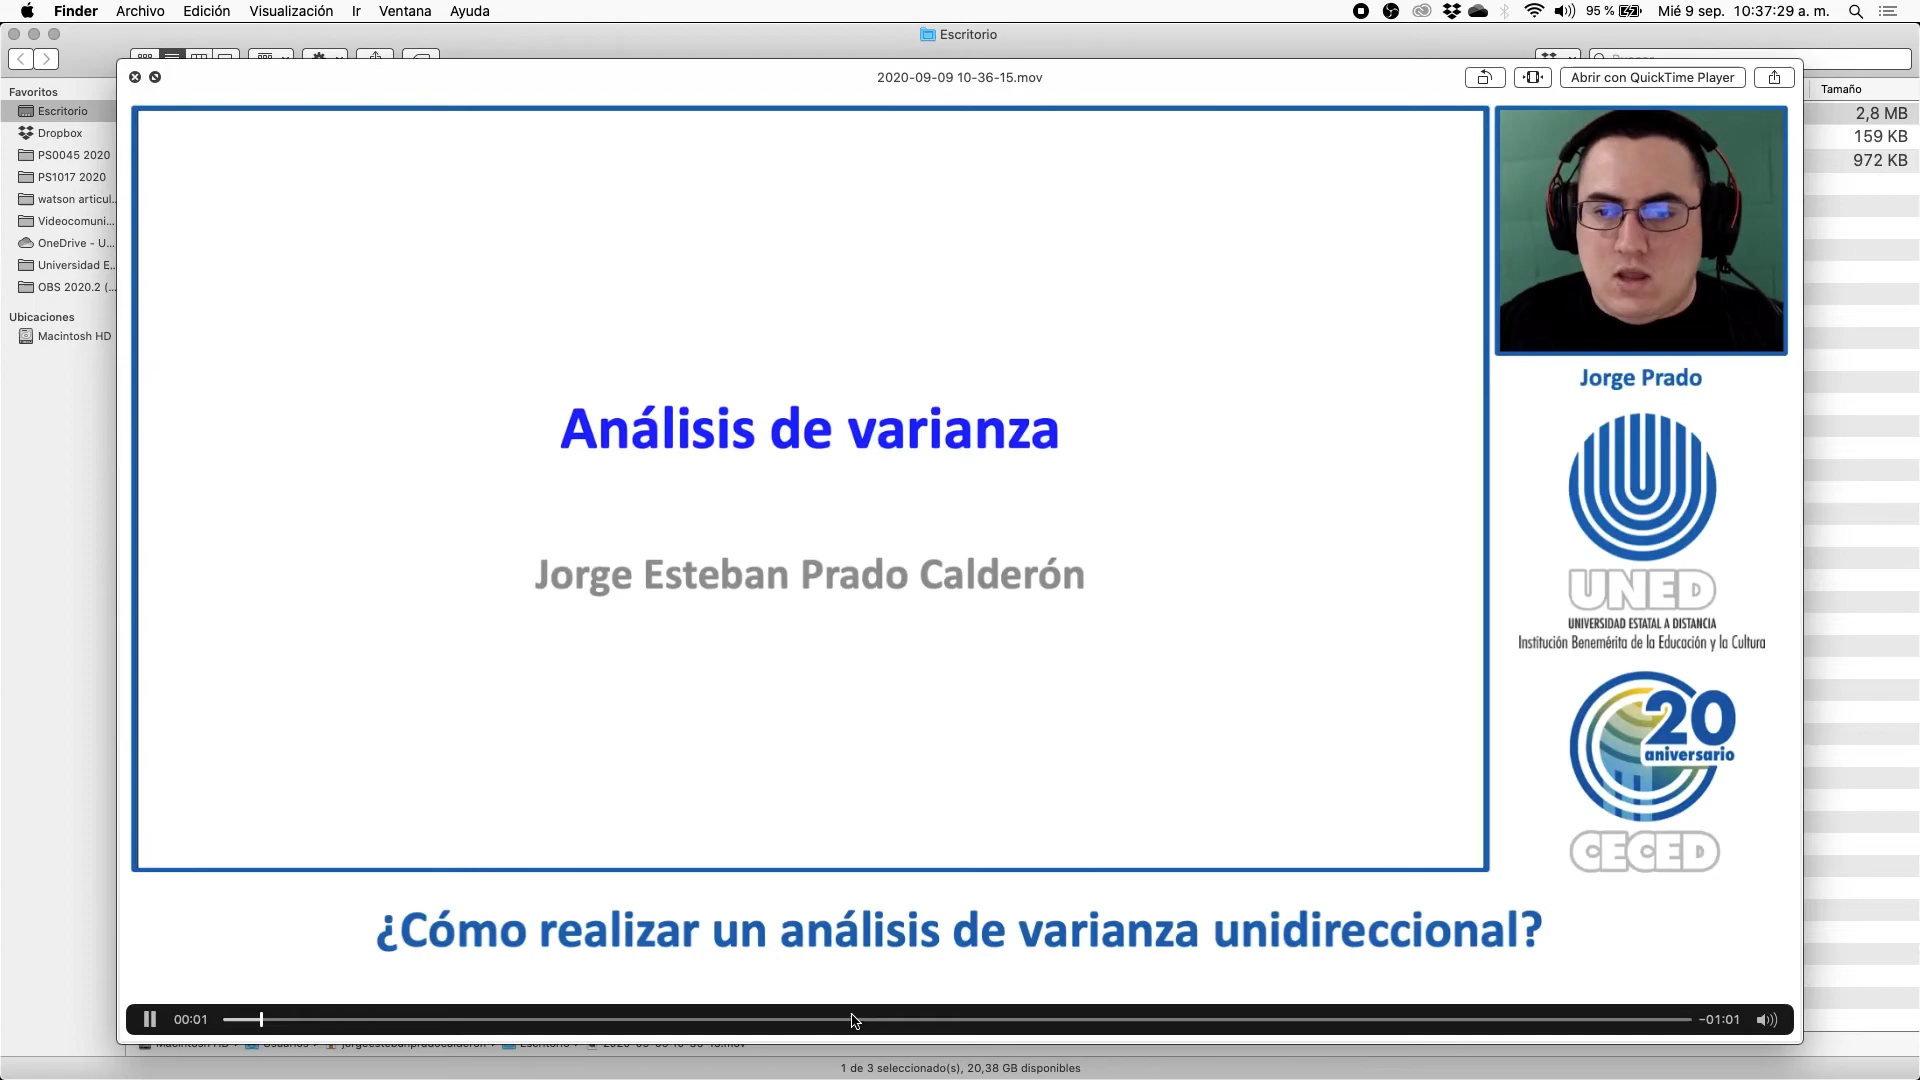 Finder Archivo Edición Visualización Ir Ventana Ayuda
95 % Mié 9 sep. 10:37:29 a. m.
Escritorio
2020-09-09 10-36-15.mov
Abrir con QuickTime Player
Favoritos
Escritorio
Dropbox
PS0045 2020
PS1017 2020
watson articul...
Videocomuni...
OneDrive - U...
Universidad E...
OBS 2020.2 (...
Ubicaciones
Macintosh HD
Tamaño
2,8 MB
159 KB
972 KB
Análisis de varianza
Jorge Esteban Prado Calderón
Jorge Prado
UNED
UNIVERSIDAD ESTATAL A DISTANCIA
Institución Benemérita de la Educación y la Cultura
20
aniversario
CECED
¿Cómo realizar un análisis de varianza unidireccional?
00:01
-01:01
1 de 3 seleccionado(s), 20,38 GB disponibles